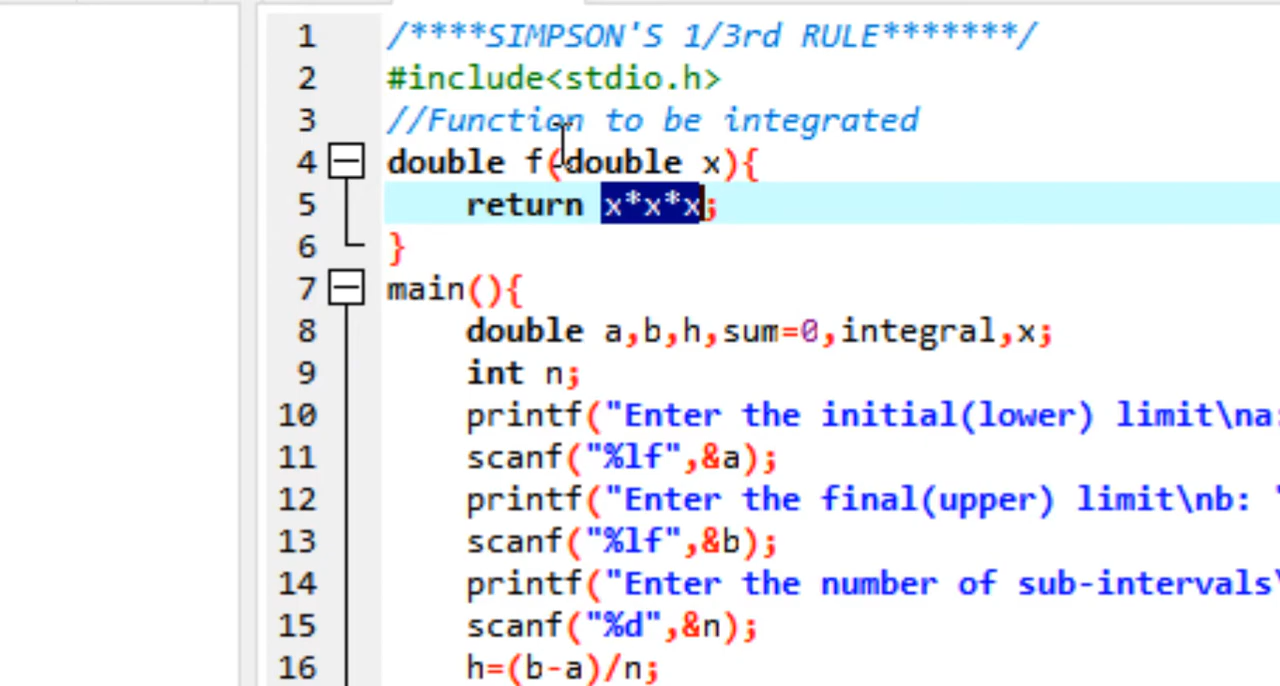 1 /****SIMPSON'S 1/3rd RULE*******/
2 #include<stdio.h>
3 //Function to be integrated
4 double f(double x){
5 return x*x*x;
6 }
7 main(){
8 double a,b,h,sum=0,integral,x;
9 int n;
10 printf("Enter the initial(lower) limit\na:
11 scanf("%lf",&a);
12 printf("Enter the final(upper) limit\nb: "
13 scanf("%lf",&b);
14 printf("Enter the number of sub-intervals\
15 scanf("%d",&n);
16 h=(b-a)/n;